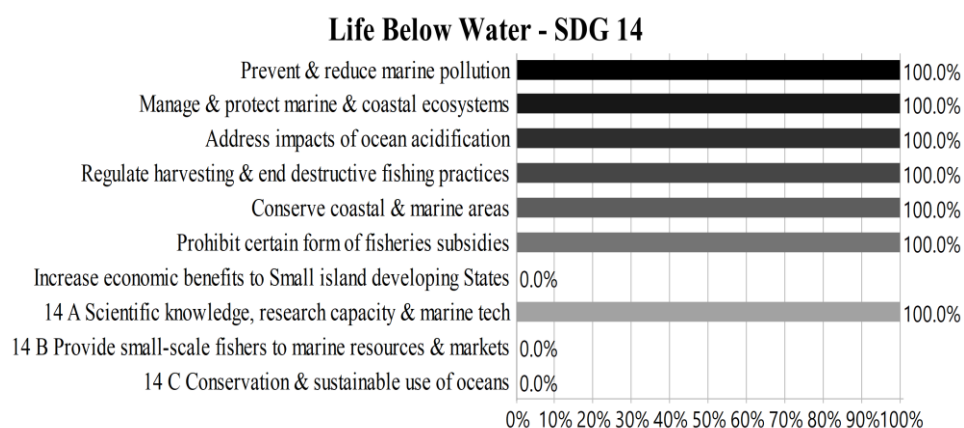 Life Below Water - SDG 14
Prevent & reduce marine pollution 100.0%
Manage & protect marine & coastal ecosystems 100.0%
Address impacts of ocean acidification 100.0%
Regulate harvesting & end destructive fishing practices 100.0%
Conserve coastal & marine areas 100.0%
Prohibit certain form of fisheries subsidies 100.0%
Increase economic benefits to Small island developing States 0.0%
14 A Scientific knowledge, research capacity & marine tech 100.0%
14 B Provide small-scale fishers to marine resources & markets 0.0%
14 C Conservation & sustainable use of oceans 0.0%
0% 10% 20% 30% 40% 50% 60% 70% 80% 90% 100%